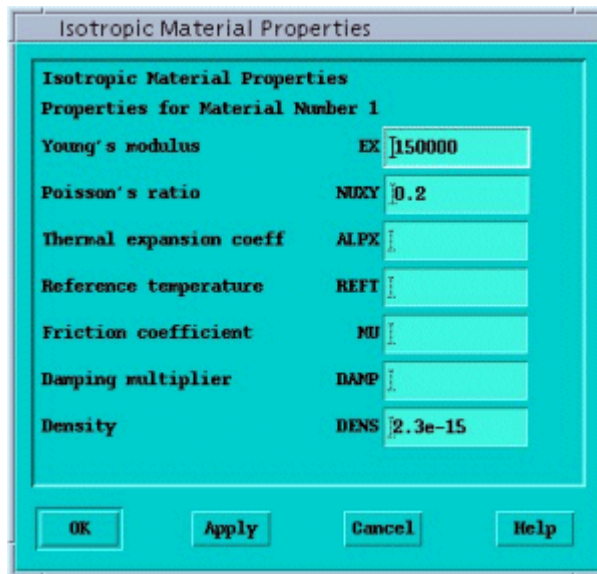 Isotropic Material Properties
Isotropic Material Properties
Properties for Material Number 1
Young's modulus EX 150000
Poisson's ratio NUXY 0.2
Thermal expansion coeff ALPX
Reference temperature REFT
Friction coefficient MU
Damping multiplier DAMP
Density DENS 2.3e-15
OK Apply Cancel Help